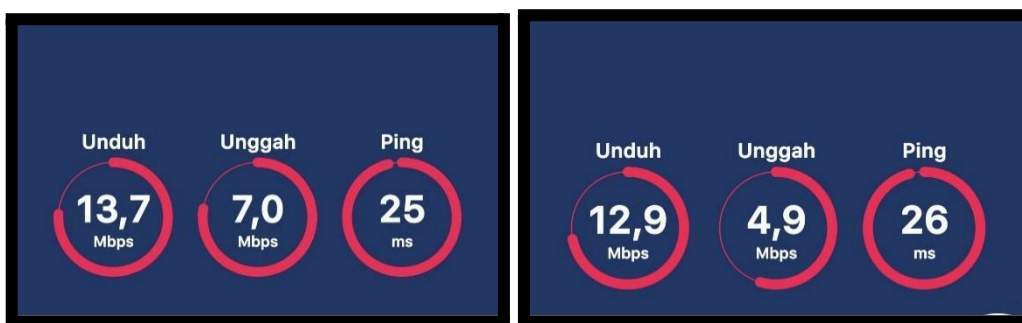 Unduh Unggah Ping
13,7 7,0 25
Mbps Mbps ms
Unduh Unggah Ping
12,9 4,9 26
Mbps Mbps ms